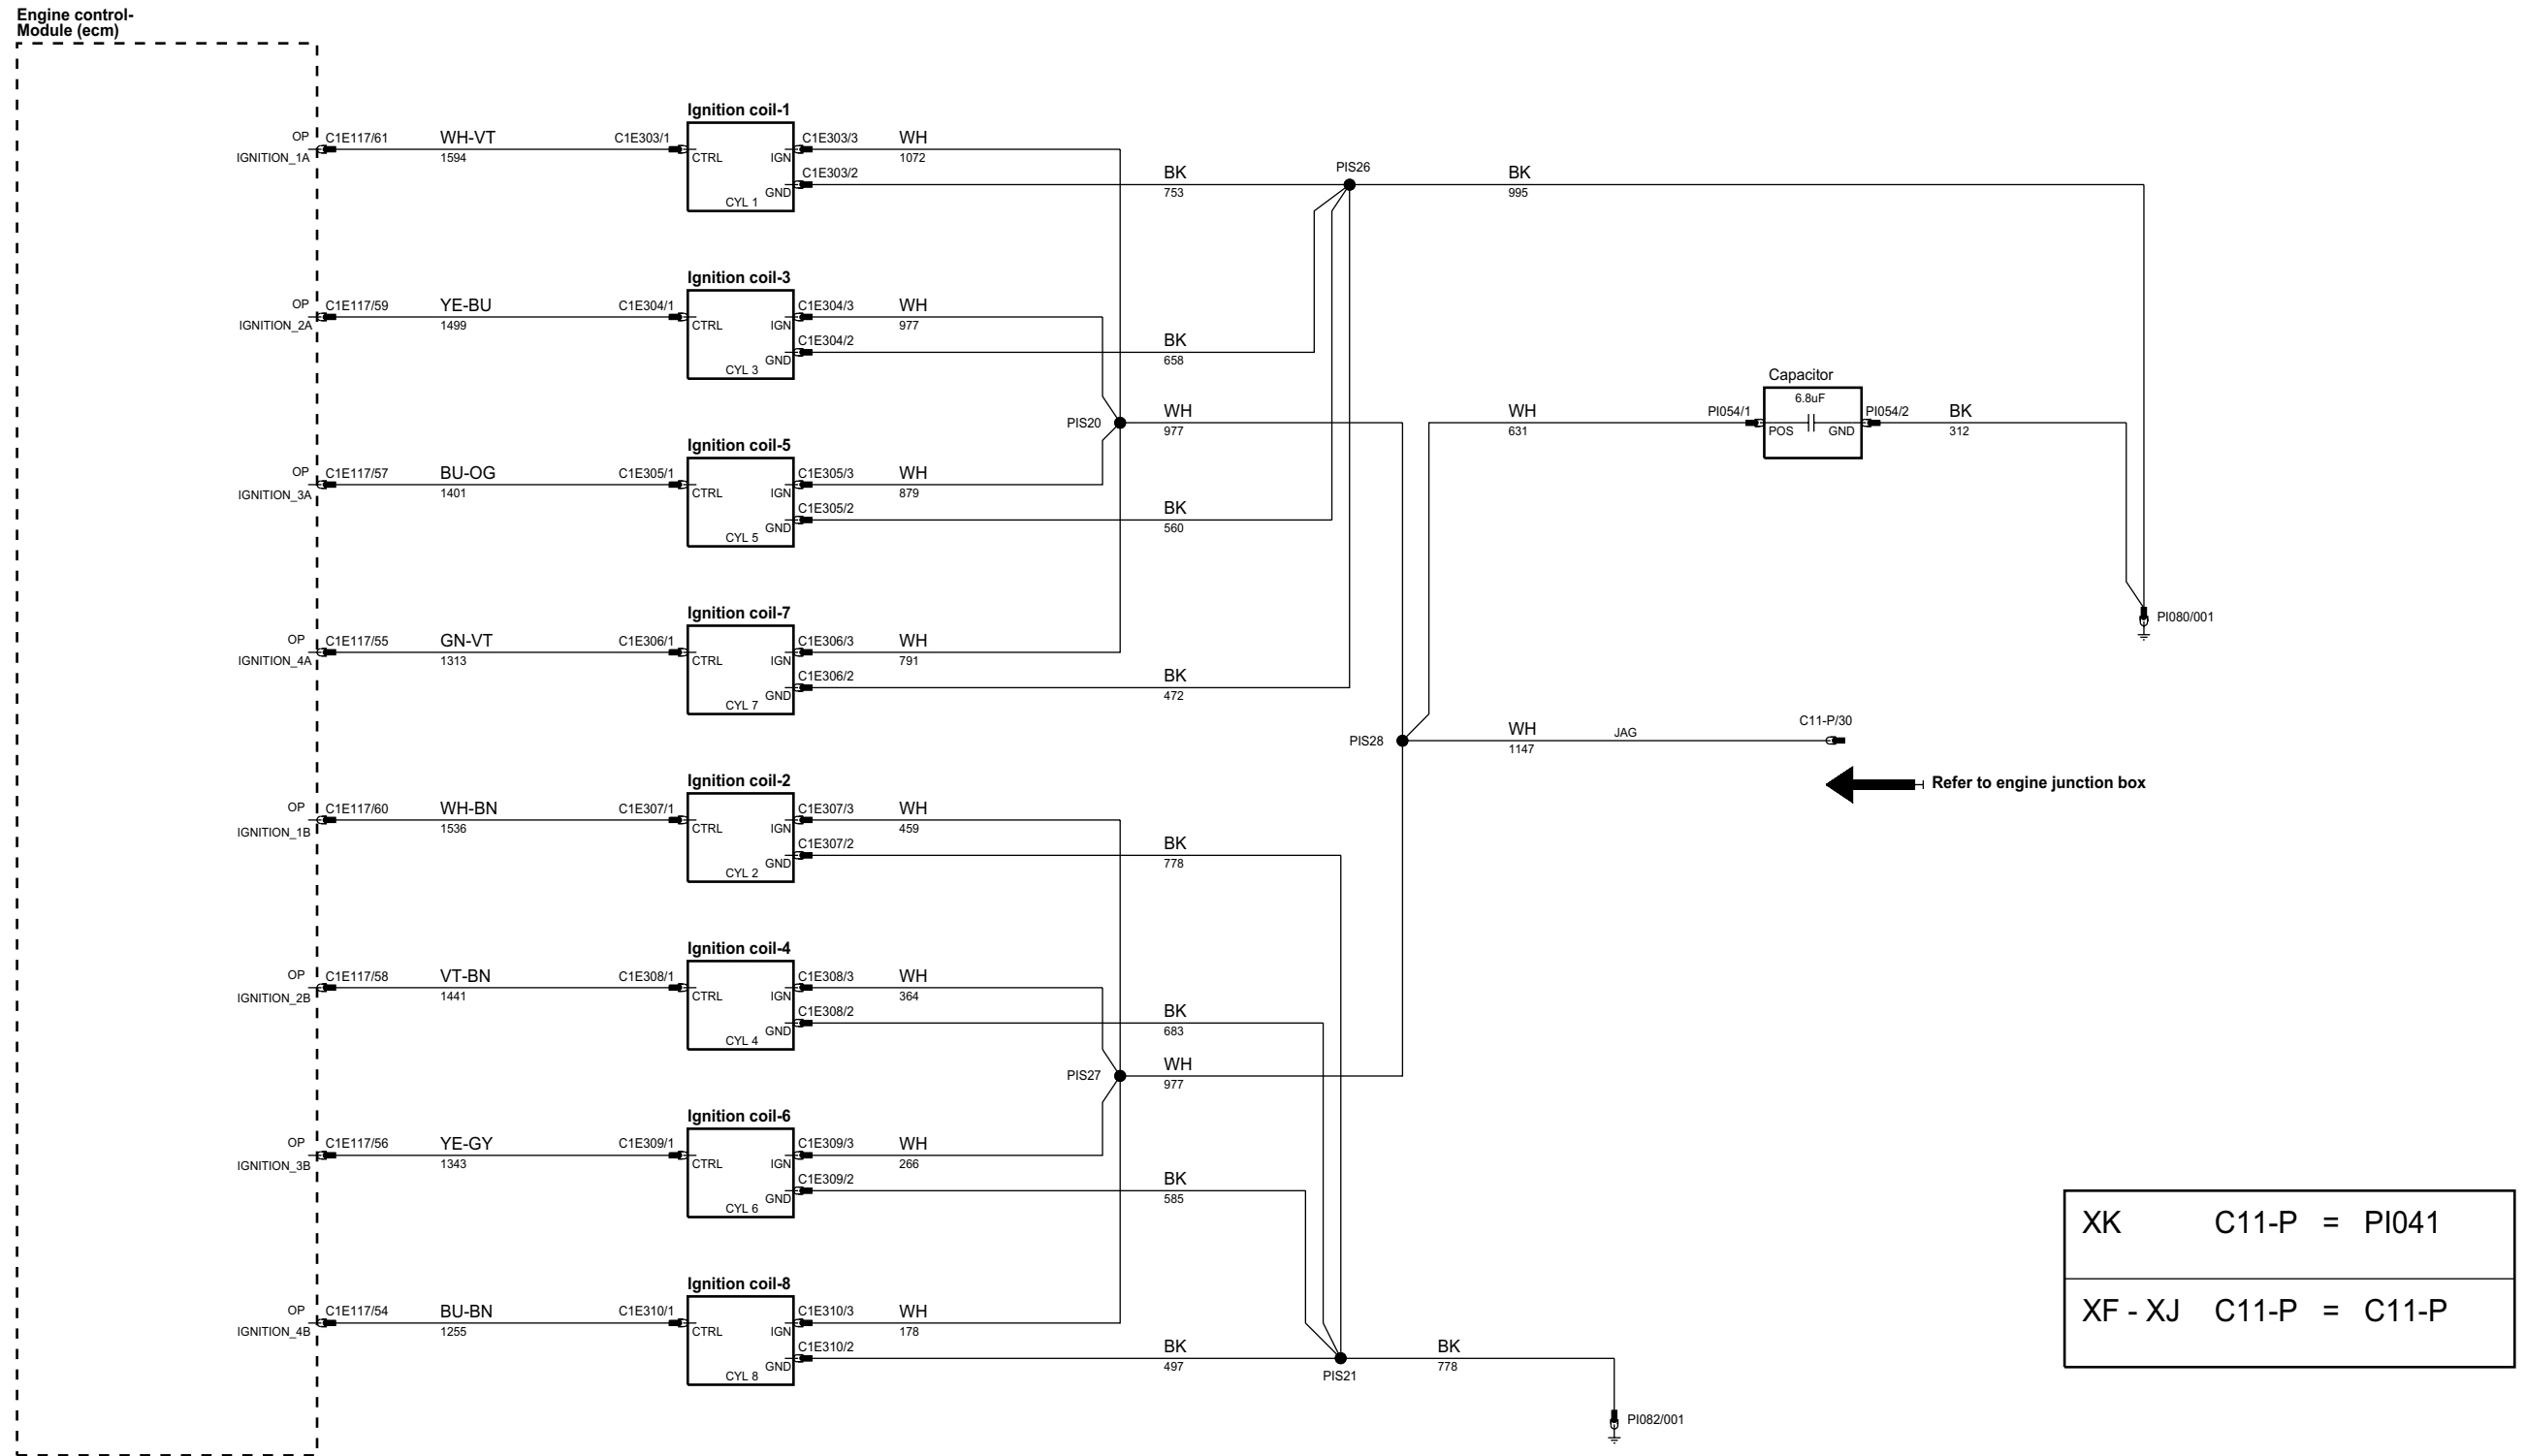 Engine control-
Module (ecm)
Ignition coil-1
OP C1E117/61 WH-VT C1E303/1 C1E303/3 WH
IGNITION_1A 1594 CTRL IGN 1072
C1E303/2 BK PIS26 BK
GND 753 995
CYL 1
Ignition coil-3
OP C1E117/59 YE-BU C1E304/1 C1E304/3 WH
IGNITION_2A 1499 CTRL IGN 977
C1E304/2 BK
GND 658
CYL 3
Capacitor
6.8uF
PIS20 WH WH PI054/1 PI054/2 BK
977 631 POS GND 312
Ignition coil-5
OP C1E117/57 BU-OG C1E305/1 C1E305/3 WH
IGNITION_3A 1401 CTRL IGN 879
C1E305/2 BK
GND 560
CYL 5
Ignition coil-7
PI080/001
OP C1E117/55 GN-VT C1E306/1 C1E306/3 WH
IGNITION_4A 1313 CTRL IGN 791
C1E306/2 BK
GND 472
CYL 7
C11-P/30
PIS28 WH JAG
1147
Refer to engine junction box
Ignition coil-2
OP C1E117/60 WH-BN C1E307/1 C1E307/3 WH
IGNITION_1B 1536 CTRL IGN 459
C1E307/2 BK
GND 778
CYL 2
Ignition coil-4
OP C1E117/58 VT-BN C1E308/1 C1E308/3 WH
IGNITION_2B 1441 CTRL IGN 364
C1E308/2 BK
GND 683
CYL 4
PIS27 WH
977
Ignition coil-6
OP C1E117/56 YE-GY C1E309/1 C1E309/3 WH
IGNITION_3B 1343 CTRL IGN 266
C1E309/2 BK
GND 585
CYL 6
XK C11-P = PI041
XF - XJ C11-P = C11-P
Ignition coil-8
OP C1E117/54 BU-BN C1E310/1 C1E310/3 WH
IGNITION_4B 1255 CTRL IGN 178
C1E310/2 BK BK
GND 497 778
CYL 8 PIS21
PI082/001